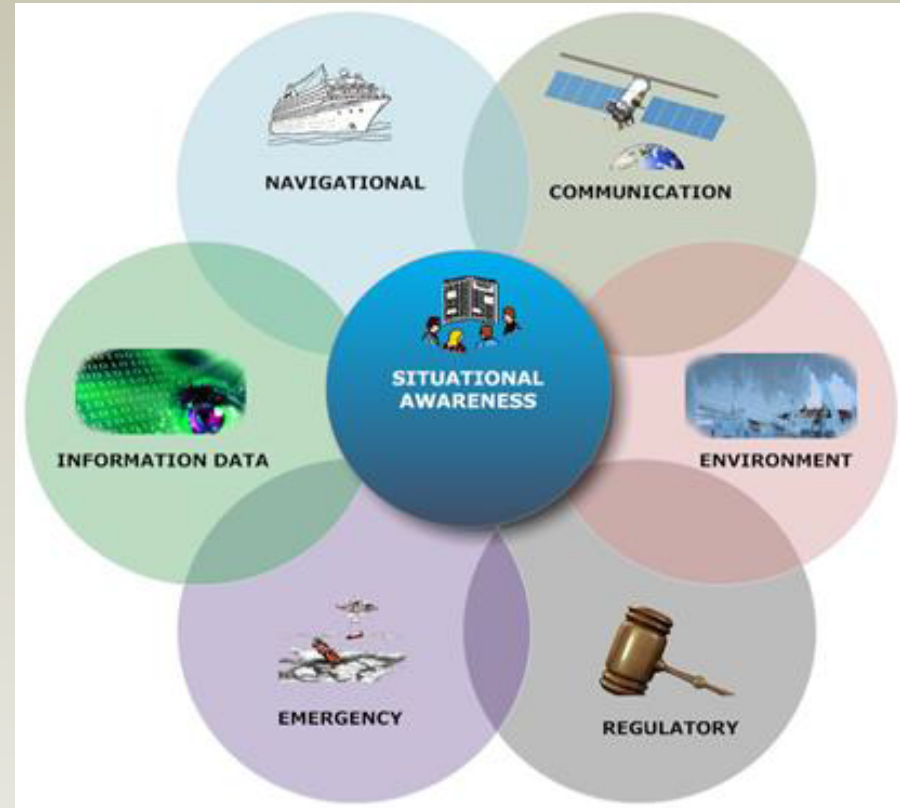 NAVIGATIONAL
COMMUNICATION
SITUATIONAL
AWARENESS
INFORMATION DATA
ENVIRONMENT
EMERGENCY
REGULATORY